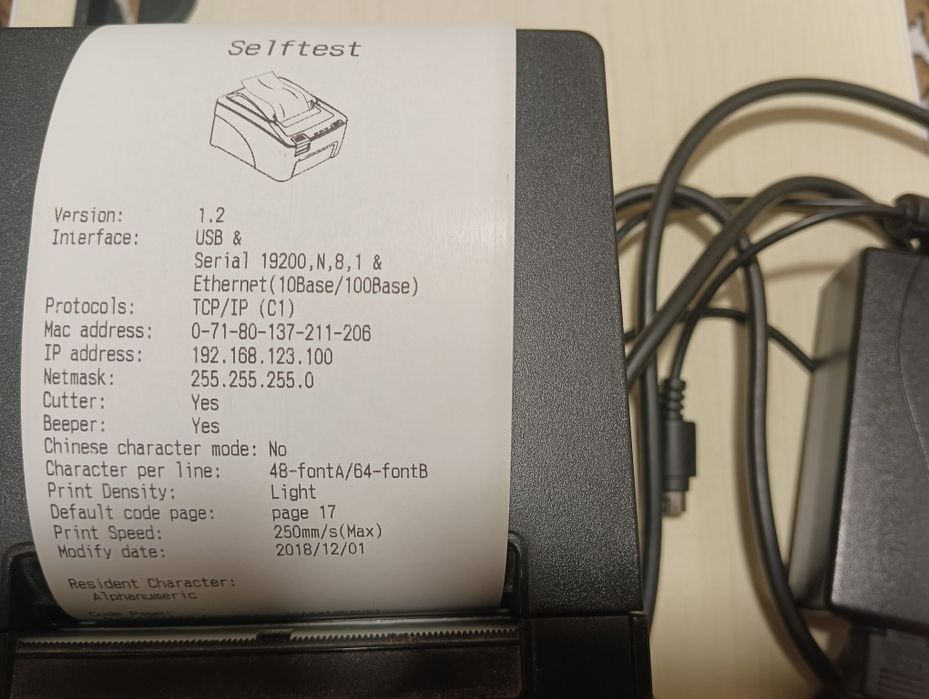 Selftest
Version: 1.2
Interface: USB &
Serial 19200,N,8,1 &
Ethernet(10Base/100Base)
Protocols: TCP/IP (C1)
Mac address: 0-71-80-137-211-206
IP address: 192.168.123.100
Netmask: 255.255.255.0
Cutter: Yes
Beeper: Yes
Chinese character mode: No
Character per line: 48-fontA/64-fontB
Print Density: Light
Default code page: page 17
Print Speed: 250mm/s(Max)
Modify date: 2018/12/01
Resident Character:
Alphanumeric
Code Page: